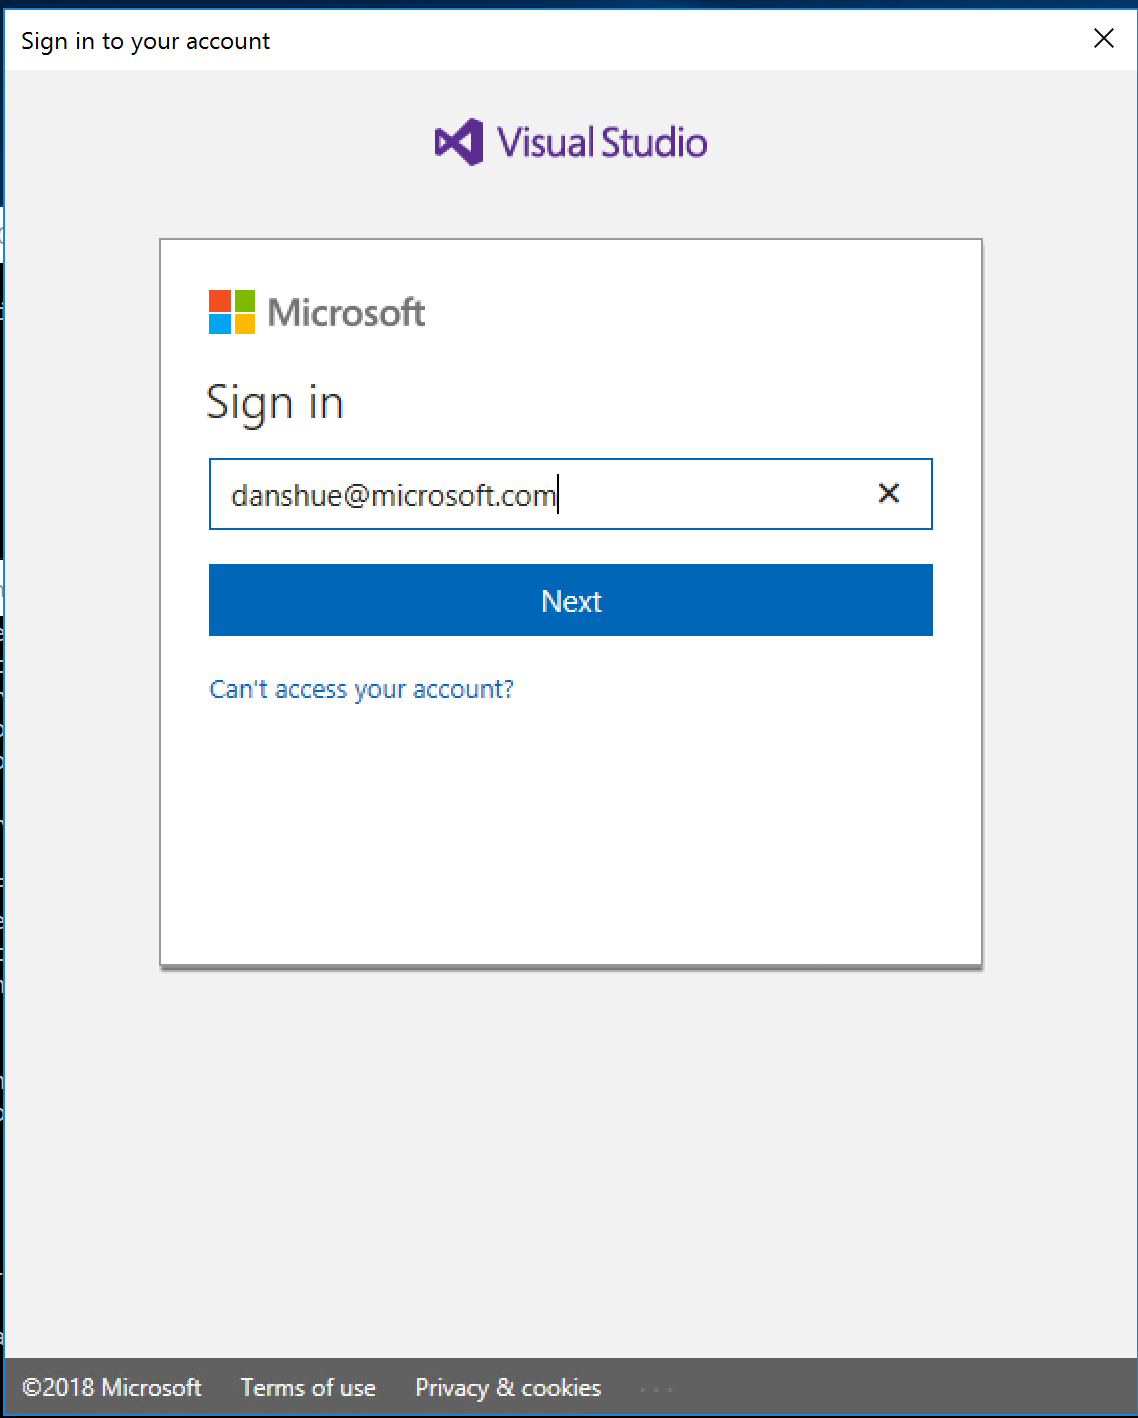 Sign in to your account
Visual Studio
Microsoft
Sign in
danshue@microsoft.com
Next
Can't access your account?
©2018 Microsoft Terms of use Privacy & cookies ...